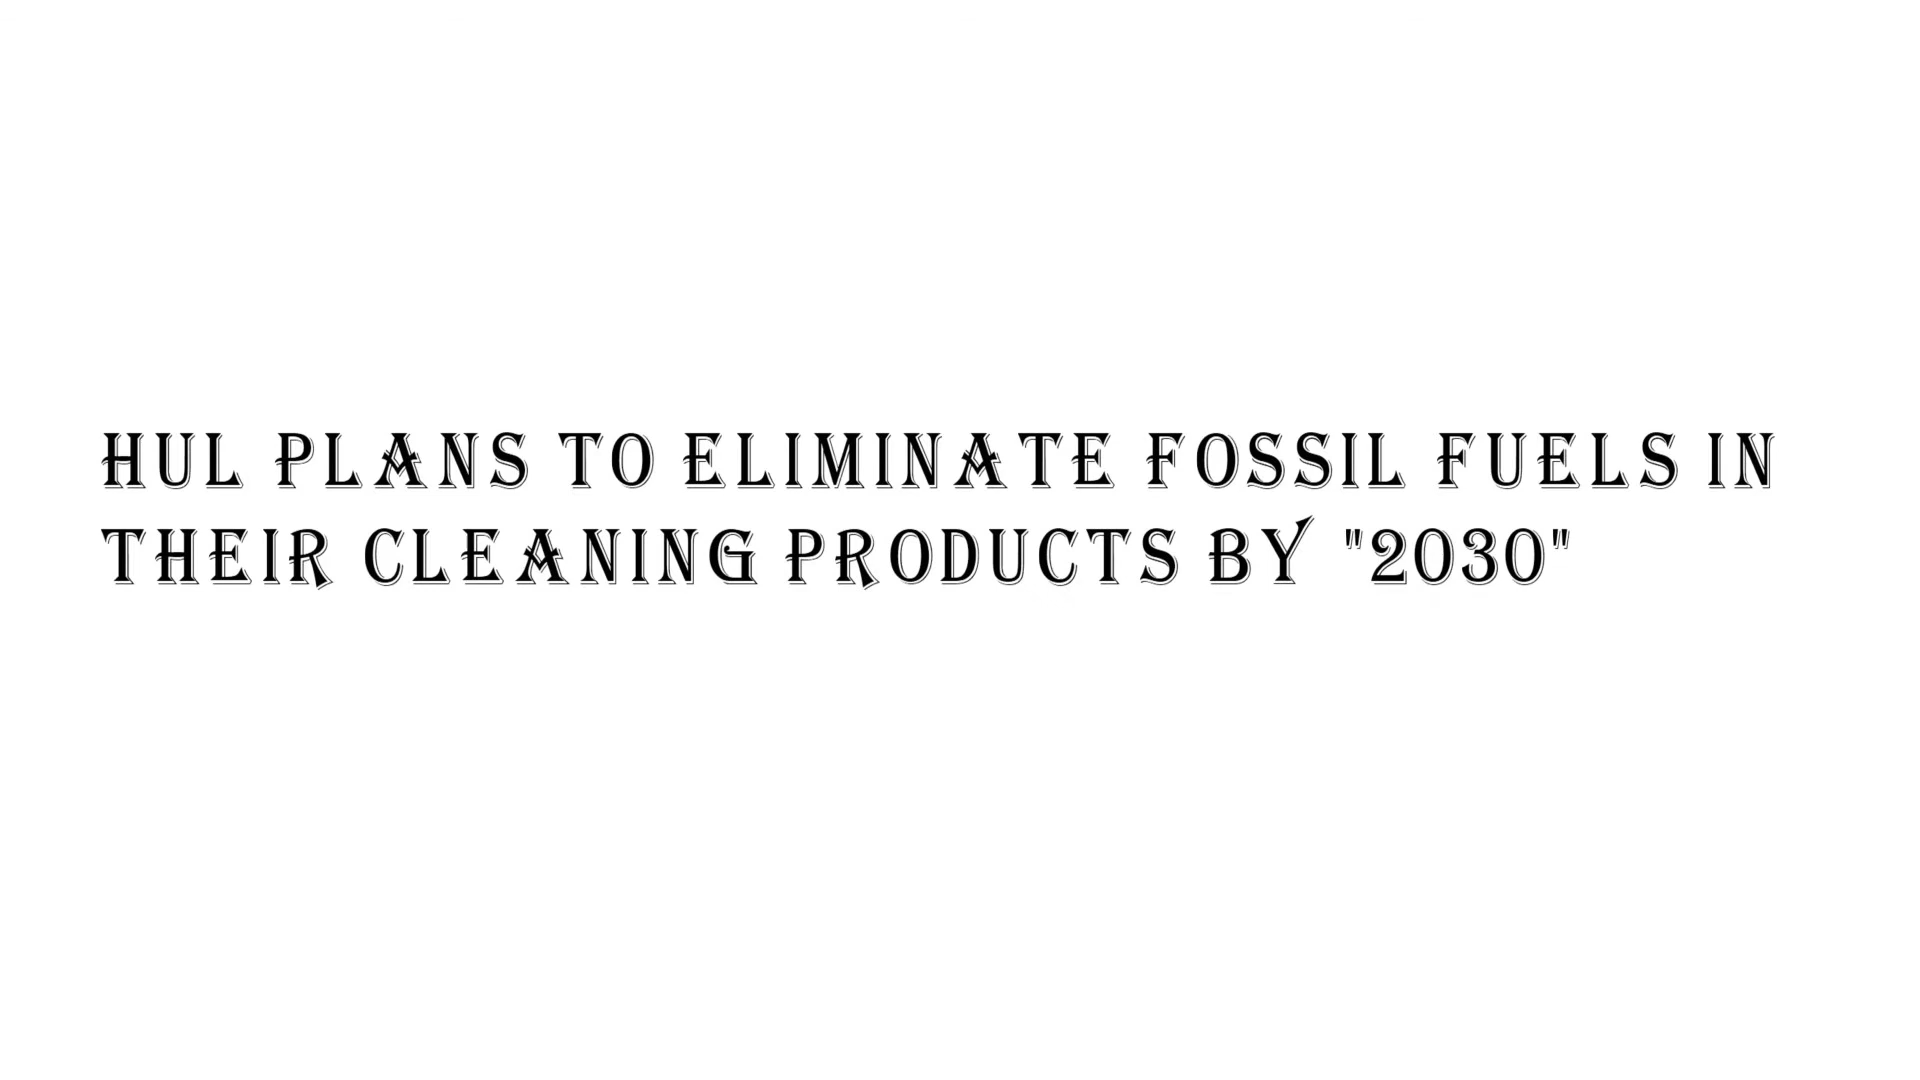 HUL PLANS TO ELIMINATE FOSSIL FUELS IN
THEIR CLEANING PRODUCTS BY "2030"